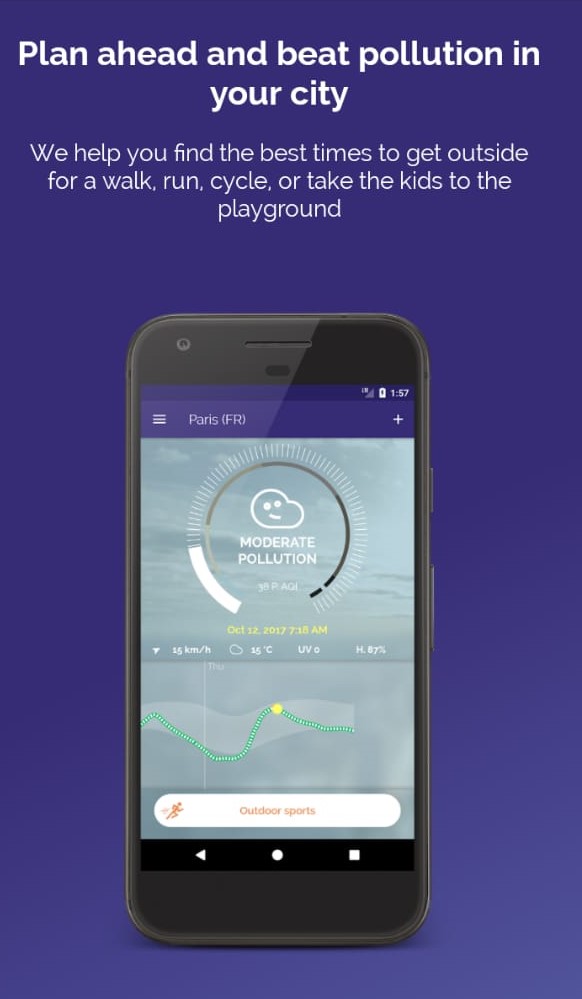 Plan ahead and beat pollution in
your city
We help you find the best times to get outside
for a walk, run, cycle, or take the kids to the
playground
1:57
Paris (FR)
+
MODERATE
POLLUTION
38 P. AQI
Oct 12, 2017 7:18 AM
15 km/h 15 °C UV 0 H. 87%
Thu
Outdoor sports